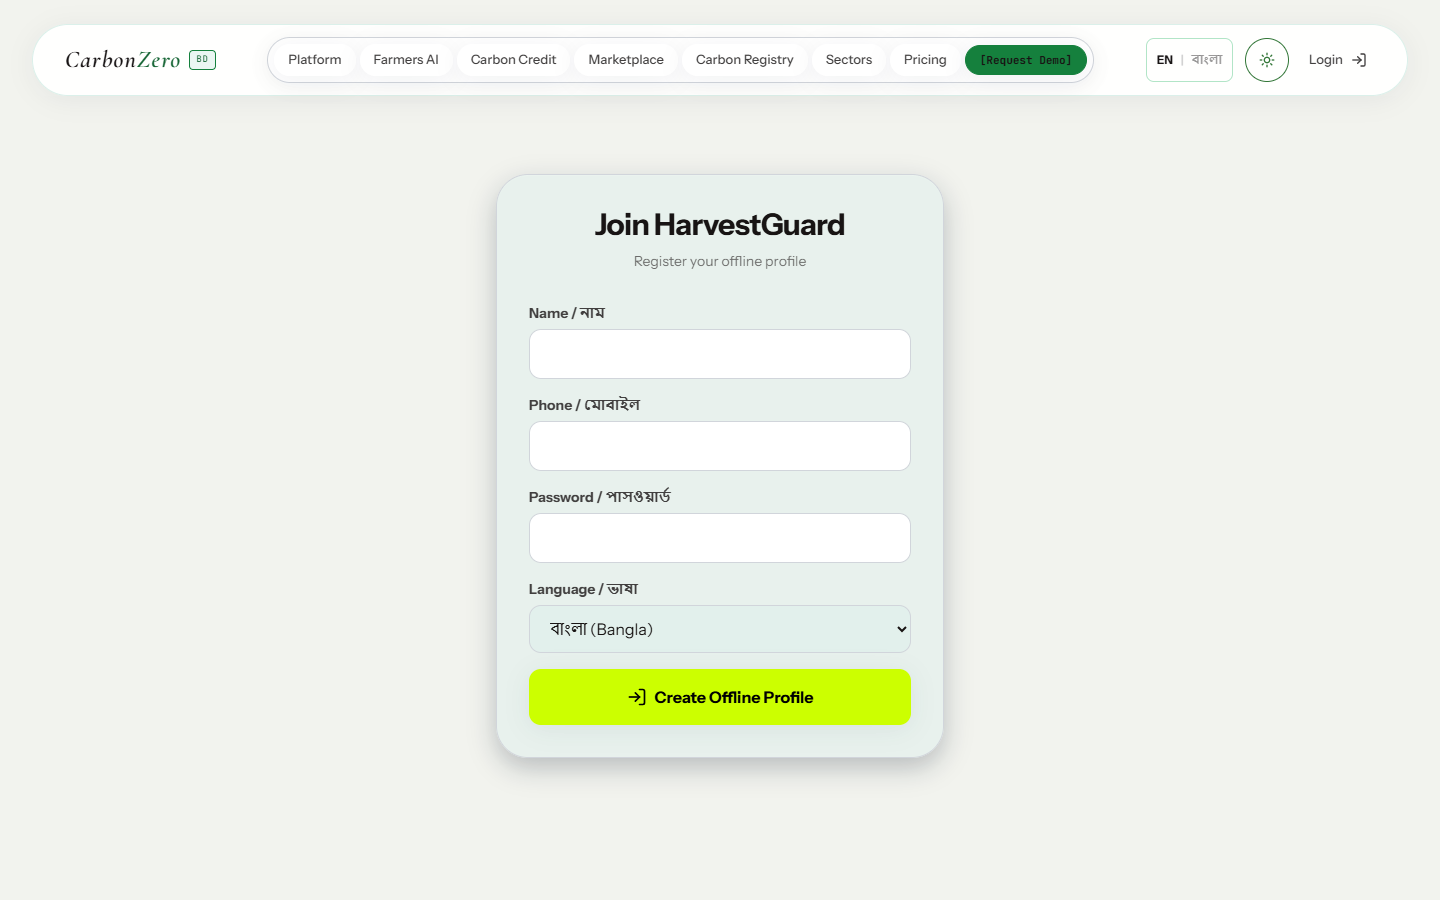 CarbonZero BD
Platform
Farmers AI
Carbon Credit
Marketplace
Carbon Registry
Sectors
Pricing
[Request Demo]
EN | বাংলা
Login
Join HarvestGuard
Register your offline profile
Name / নাম
Phone / মোবাইল
Password / পাসওয়ার্ড
Language / ভাষা
বাংলা (Bangla)
Create Offline Profile